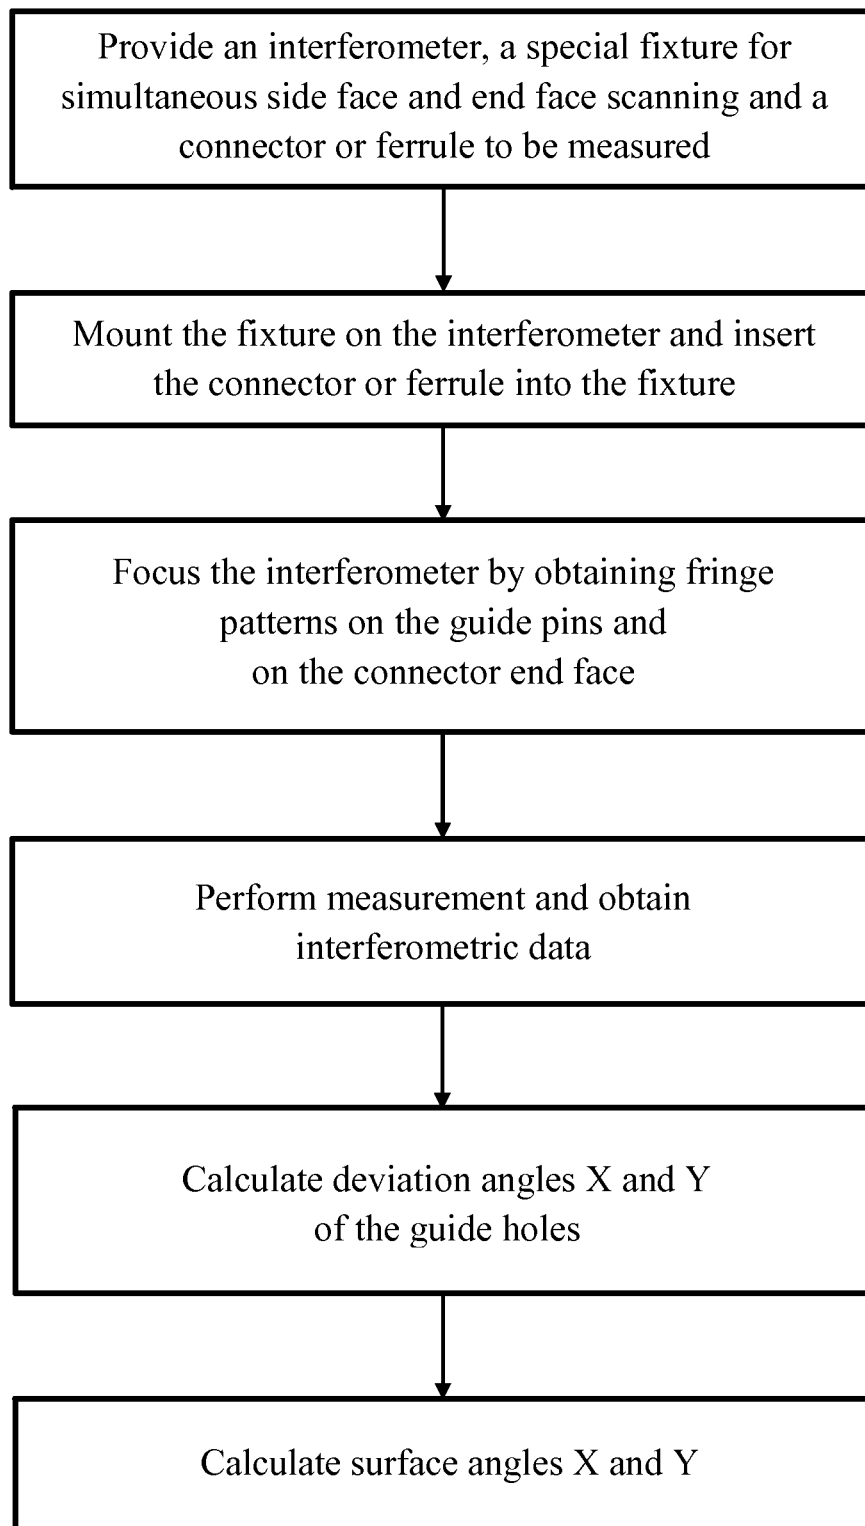 Provide an interferometer, a special fixture for
simultaneous side face and end face scanning and a
connector or ferrule to be measured
Mount the fixture on the interferometer and insert
the connector or ferrule into the fixture
Focus the interferometer by obtaining fringe
patterns on the guide pins and
on the connector end face
Perform measurement and obtain
interferometric data
Calculate deviation angles X and Y
of the guide holes
Calculate surface angles X and Y